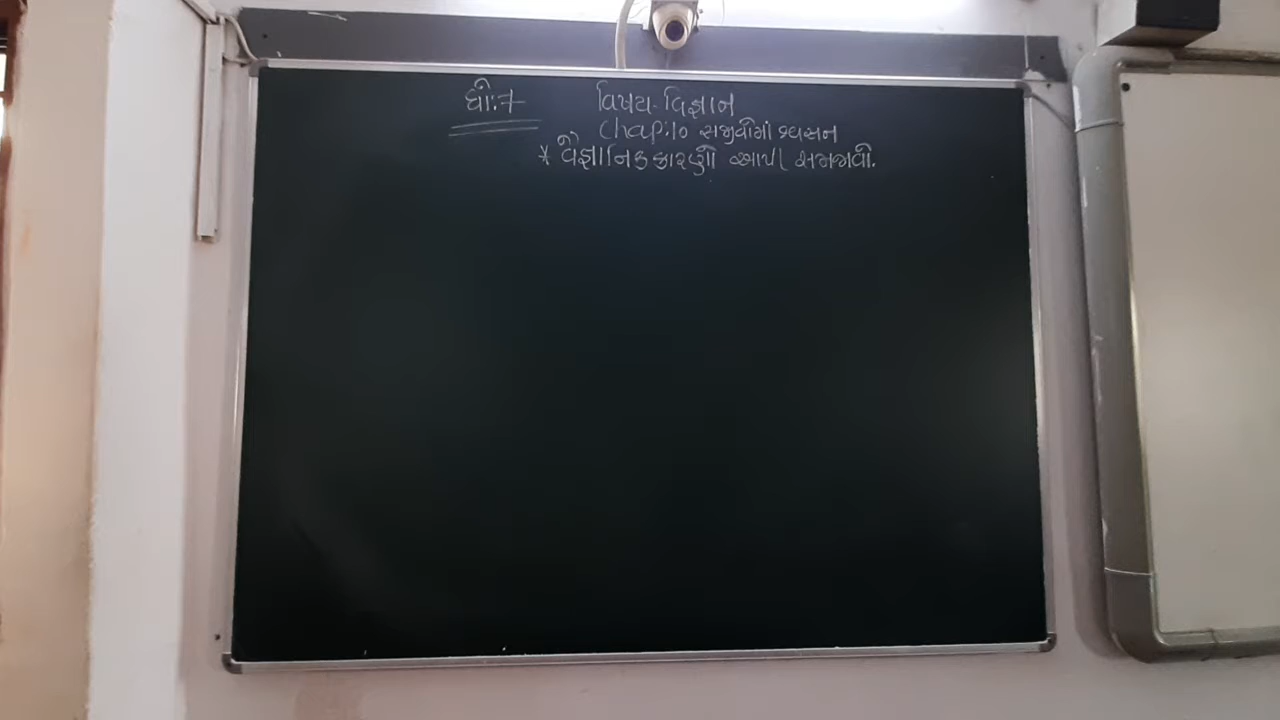 ધો:7 વિષય-વિજ્ઞાન
Chap:10 સજીવોમાં શ્વસન
* વૈજ્ઞાનિક કારણો આપી સમજાવો.